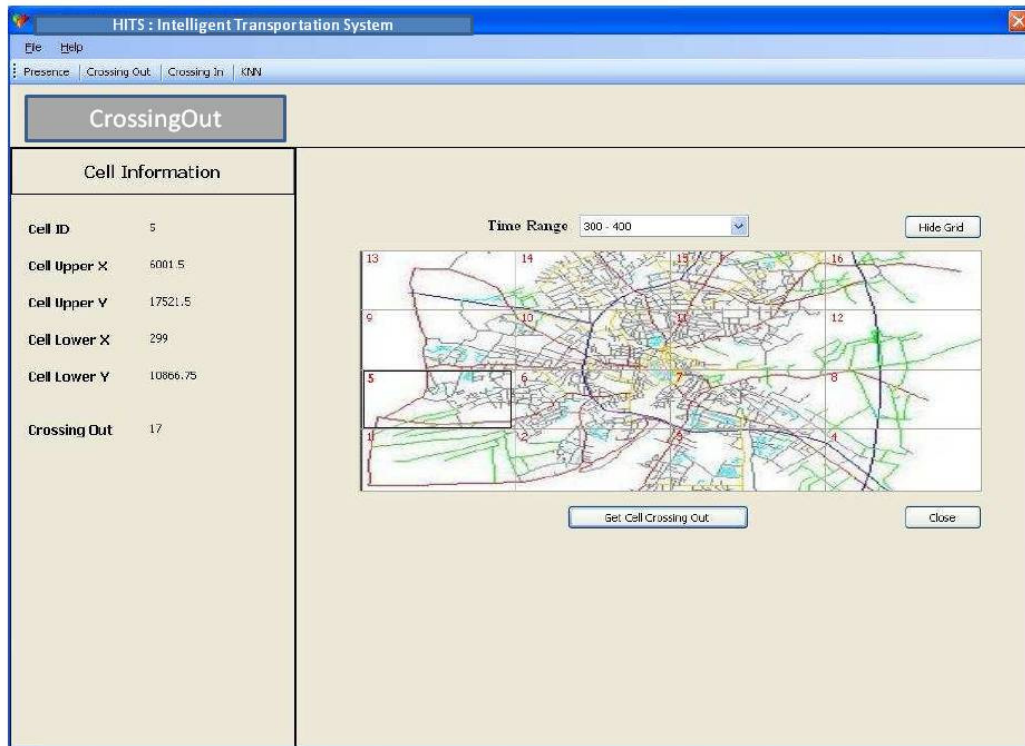 HITS : Intelligent Transportation System
File Help
Presence Crossing Out Crossing In KNN
CrossingOut
Cell Information
Cell ID 5
Cell Upper X 6001.5
Cell Upper Y 17521.5
Cell Lower X 299
Cell Lower Y 10866.75
Crossing Out 17
Time Range 300 - 400
Hide Grid
13 14 15 16
9 10 11 12
5 6 7 8
1 2 3 4
Get Cell Crossing Out
Close